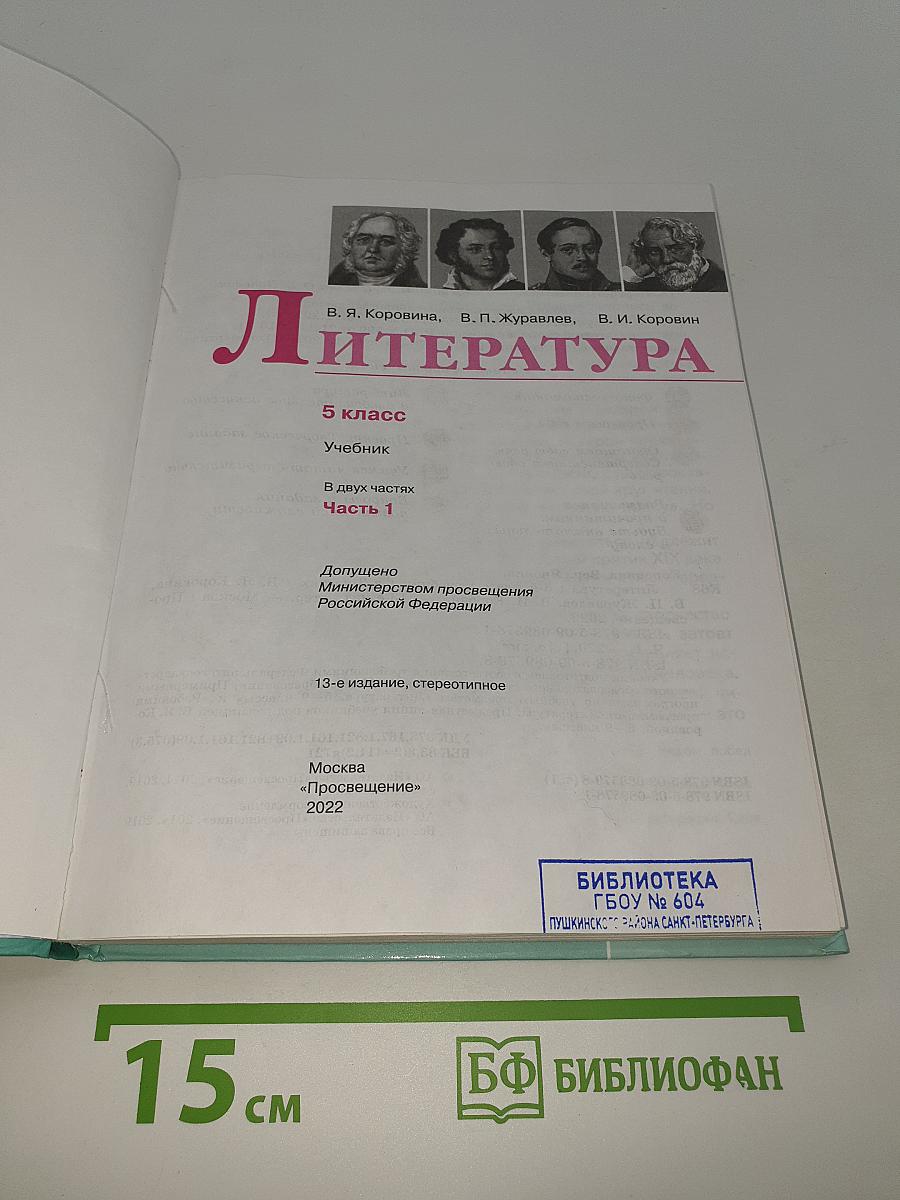 В. Я. Коровина, В. П. Журавлев, В. И. Коровин
Литература
5 класс
Учебник
В двух частях
Часть 1
Допущено
Министерством просвещения
Российской Федерации
13-е издание, стереотипное
Москва
«Просвещение»
2022
БИБЛИОТЕКА
ГБОУ № 604
ПУШКИНСКОГО РАЙОНА САНКТ-ПЕТЕРБУРГА
15 см
БФ БИБЛИОФАН